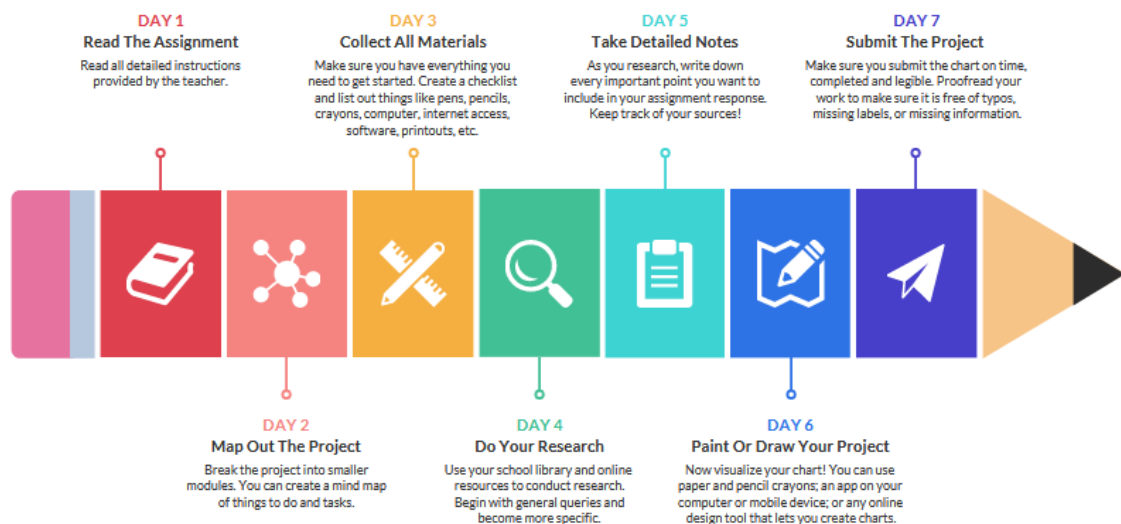 DAY 1
Read The Assignment
Read all detailed instructions
provided by the teacher.
DAY 2
Map Out The Project
Break the project into smaller
modules. You can create a mind map
of things to do and tasks.
DAY 3
Collect All Materials
Make sure you have everything you
need to get started. Create a checklist
and list out things like pens, pencils,
crayons, computer, internet access,
software, printouts, etc.
DAY 4
Do Your Research
Use your school library and online
resources to conduct research.
Begin with general queries and
become more specific.
DAY 5
Take Detailed Notes
As you research, write down
every important point you want to
include in your assignment response.
Keep track of your sources!
DAY 6
Paint Or Draw Your Project
Now visualize your chart! You can use
paper and pencil crayons; an app on your
computer or mobile device; or any online
design tool that lets you create charts.
DAY 7
Submit The Project
Make sure you submit the chart on time,
completed and legible. Proofread your
work to make sure it is free of typos,
missing labels, or missing information.